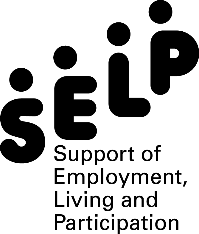 SELP
Support of
Employment,
Living and
Participation